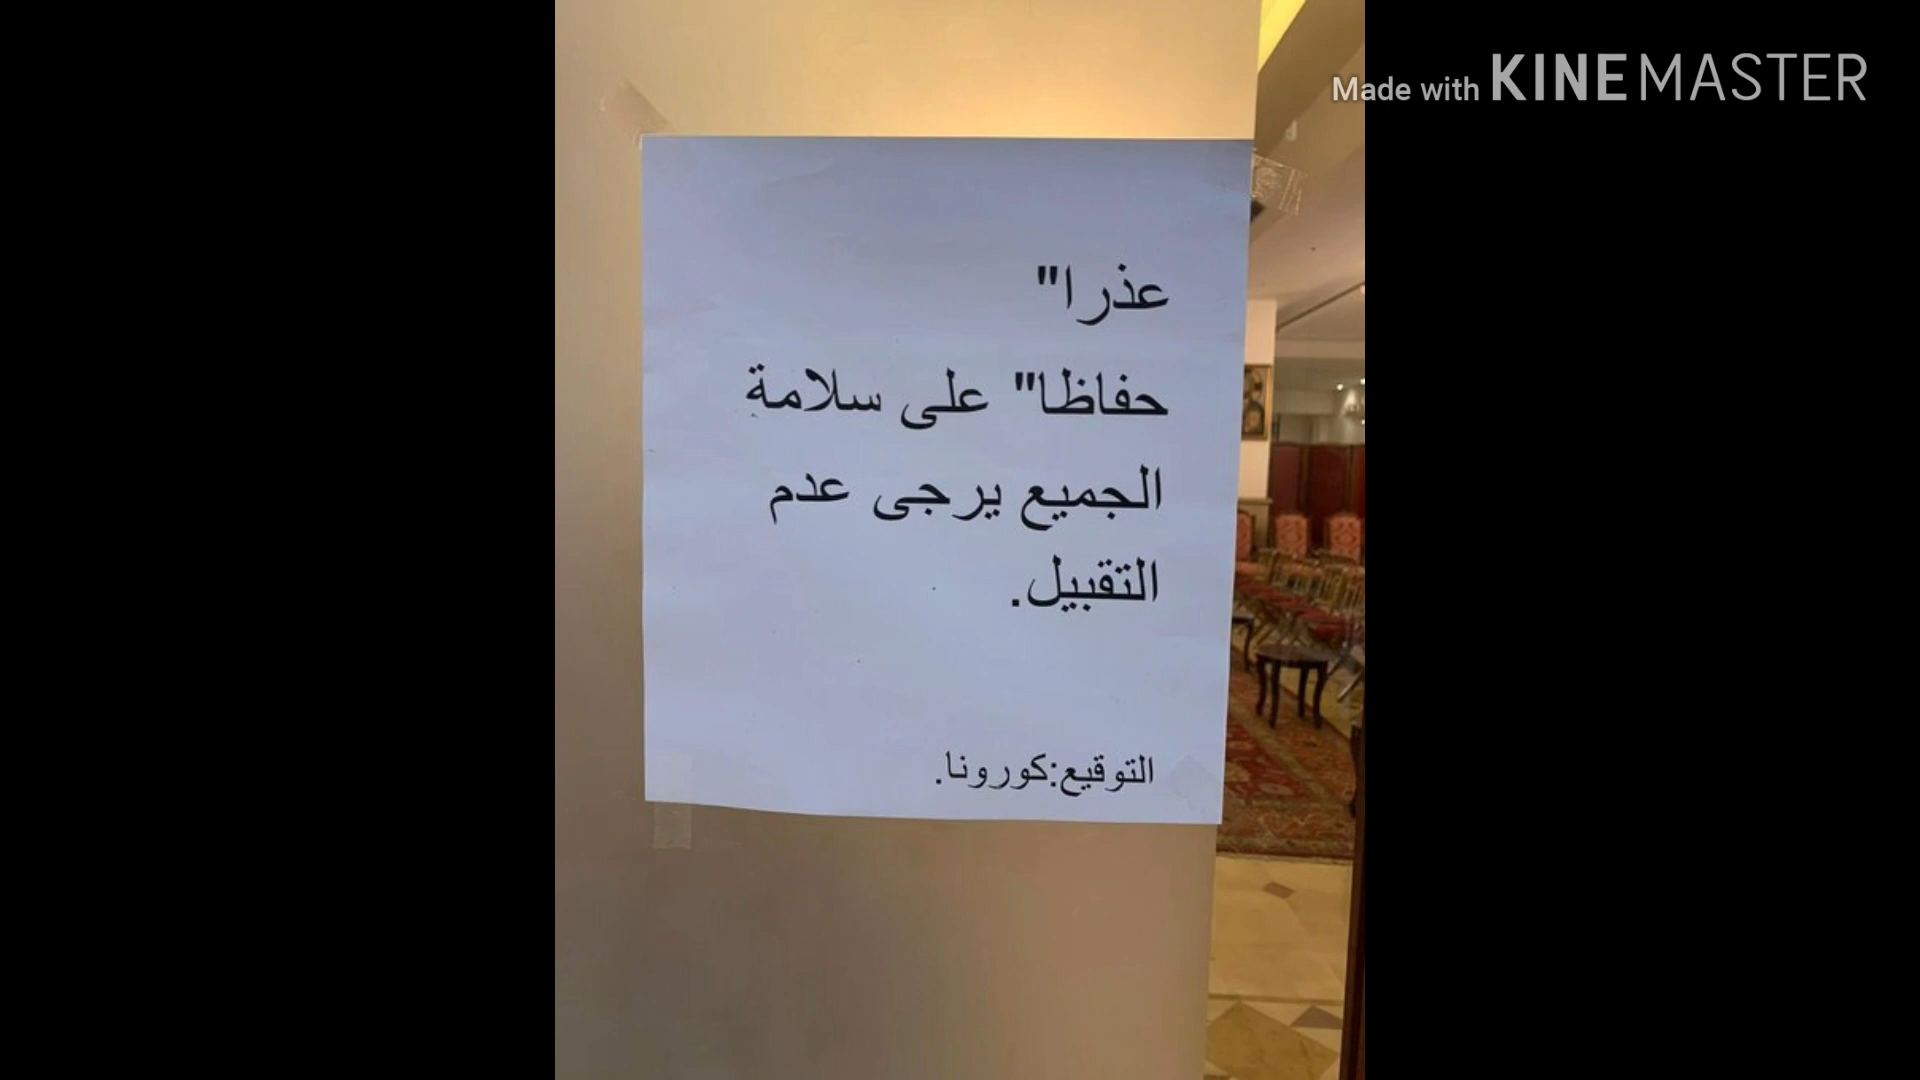 Made with KINEMASTER
عذرا"
حفاظا" على سلامة
الجميع يرجى عدم
التقبيل.
التوقيع:كورونا.